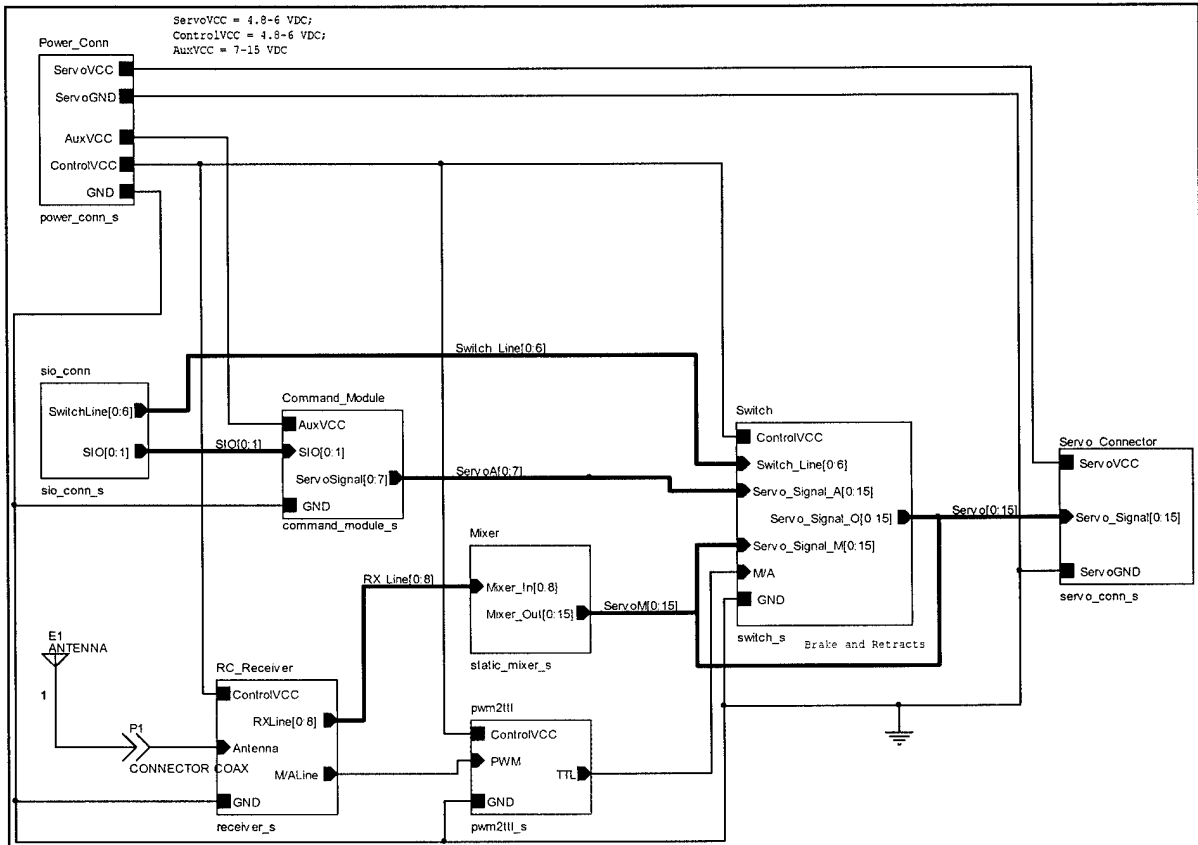 ServoVCC = 4.8-6 VDC;
ControlVCC = 4.8-6 VDC;
AuxVCC = 7-15 VDC
Power_Conn
ServoVCC
ServoGND
AuxVCC
ControlVCC
GND
power_conn_s
sio_conn
SwitchLine[0:6]
SIO[0:1]
sio_conn_s
SIO[0:1]
Switch_Line[0:6]
Command_Module
AuxVCC
SIO[0:1]
ServoSignal[0:7]
GND
command_module_s
ServoA[0:7]
Switch
ControlVCC
Switch_Line[0:6]
Servo_Signal_A[0:15]
Servo_Signal_O[0:15]
Servo_Signal_M[0:15]
M/A
GND
switch_s
Brake and Retracts
Servo[0:15]
Servo_Connector
ServoVCC
Servo_Signal[0:15]
ServoGND
servo_conn_s
Mixer
Mixer_In[0:8]
Mixer_Out[0:15]
static_mixer_s
RX_Line[0:8]
ServoM[0:15]
E1
ANTENNA
1
P1
CONNECTOR COAX
RC_Receiver
ControlVCC
RXLine[0:8]
Antenna
M/ALine
GND
receiver_s
pwm2ttl
ControlVCC
PWM
TTL
GND
pwm2ttl_s